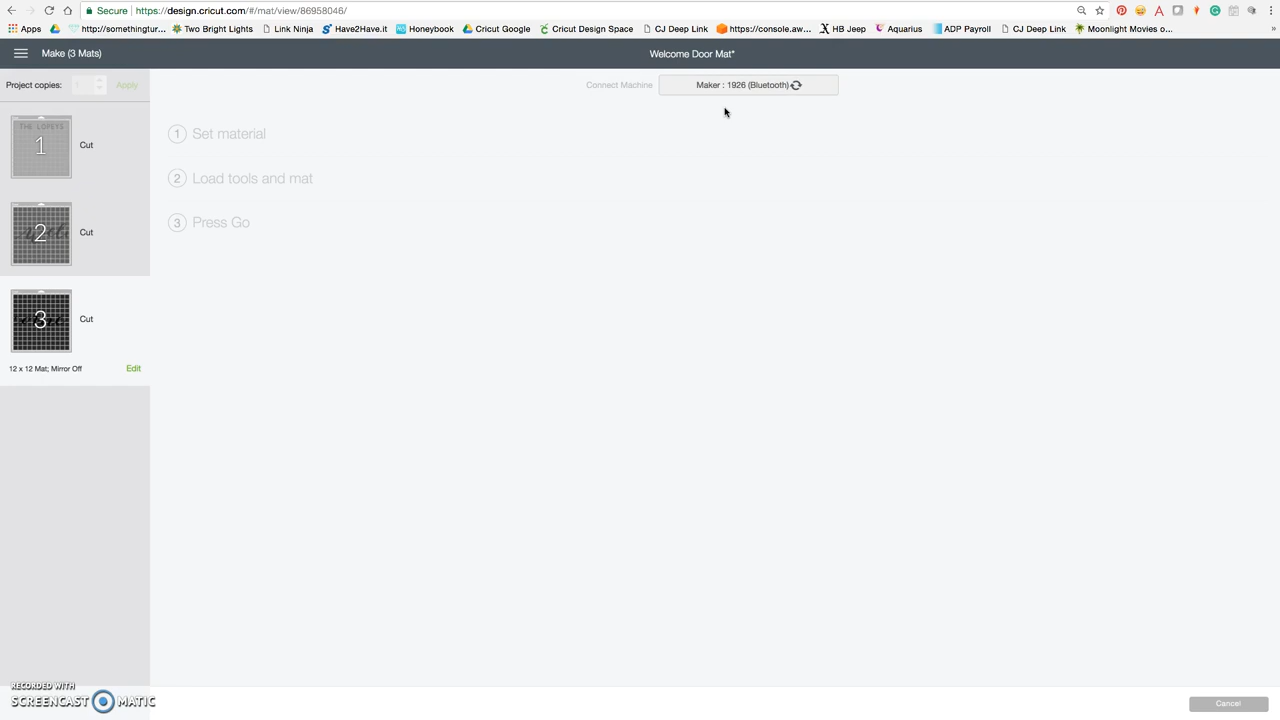 Secure https://design.cricut.com/#/mat/view/86958046/
Apps http://somethingtur... Two Bright Lights Link Ninja Have2Have.it Honeybook Cricut Google Cricut Design Space CJ Deep Link https://console.aw... HB Jeep Aquarius ADP Payroll CJ Deep Link Moonlight Movies o... »
Make (3 Mats) Welcome Door Mat*
Project copies: Apply Connect Machine Maker : 1926 (Bluetooth)
THE LOPEYS
1 Cut
1 Set material
2 Load tools and mat
3 Press Go
2 Cut
3 Cut
12 x 12 Mat; Mirror Off Edit
RECORDED WITH
SCREENCAST MATIC
Cancel